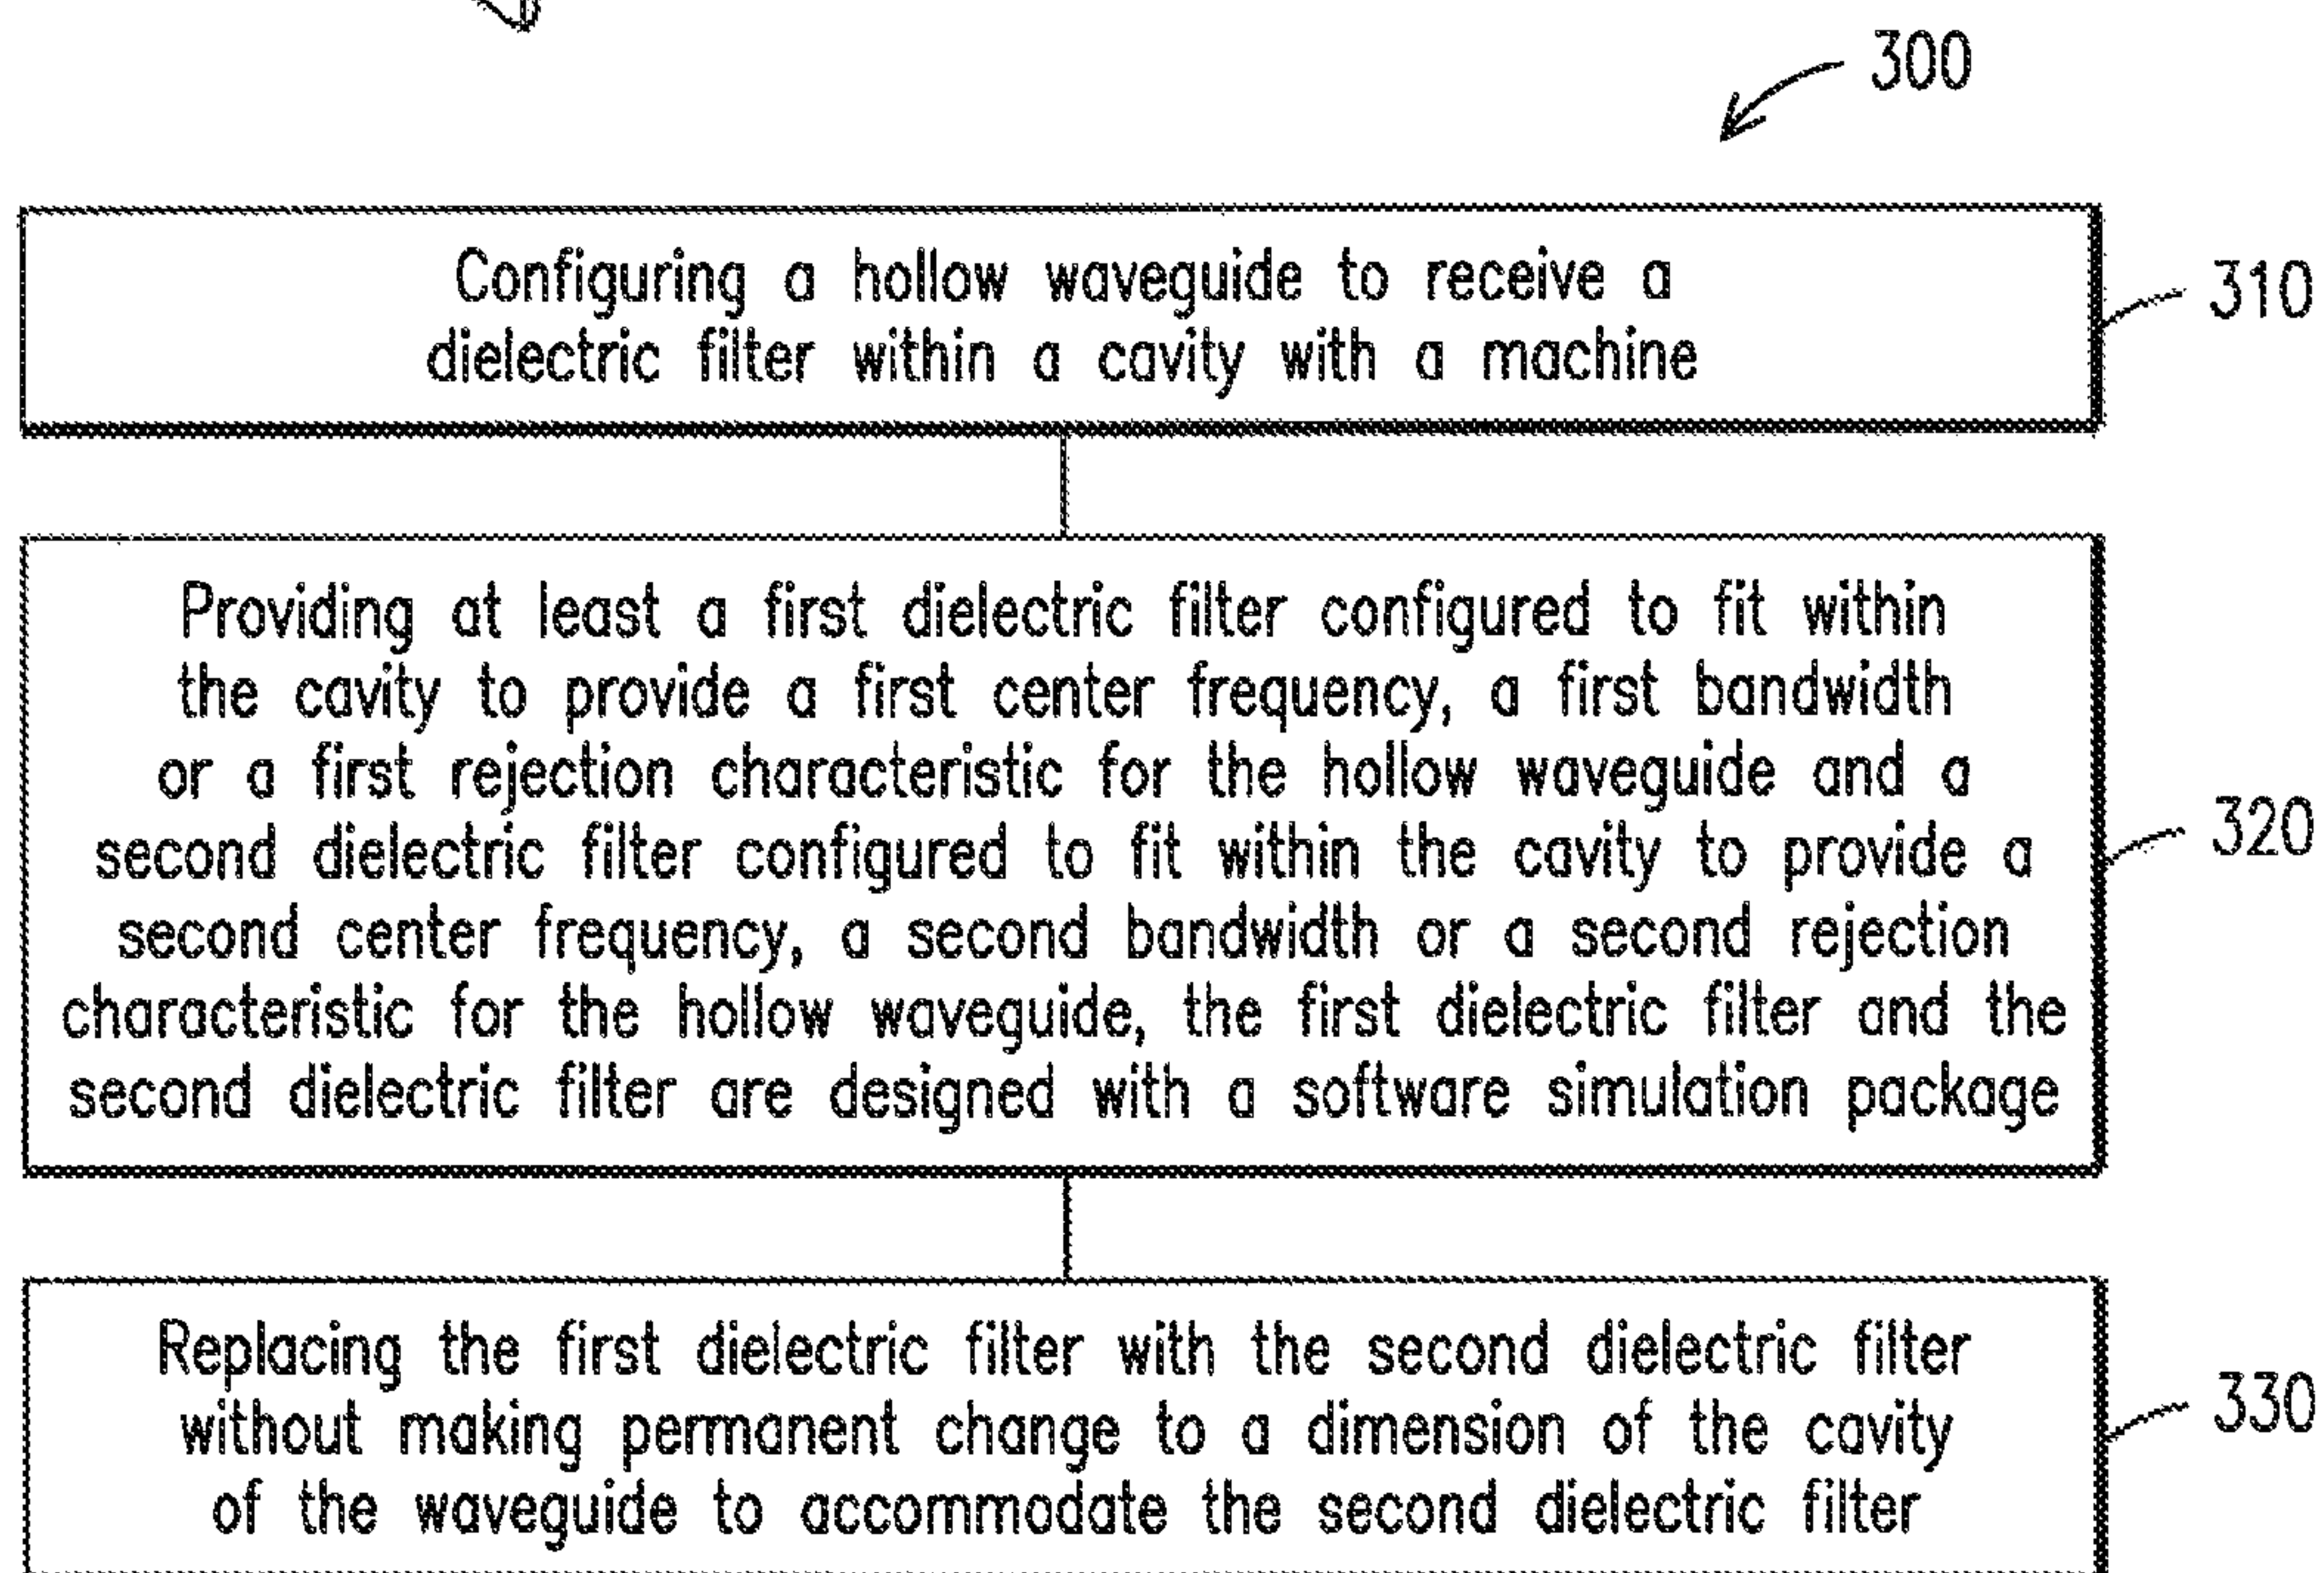 300
Configuring a hollow waveguide to receive a
dielectric filter within a cavity with a machine
310
Providing at least a first dielectric filter configured to fit within
the cavity to provide a first center frequency, a first bandwidth
or a first rejection characteristic for the hollow waveguide and a
second dielectric filter configured to fit within the cavity to provide a
second center frequency, a second bandwidth or a second rejection
characteristic for the hollow waveguide, the first dielectric filter and the
second dielectric filter are designed with a software simulation package
320
Replacing the first dielectric filter with the second dielectric filter
without making permanent change to a dimension of the cavity
of the waveguide to accommodate the second dielectric filter
330